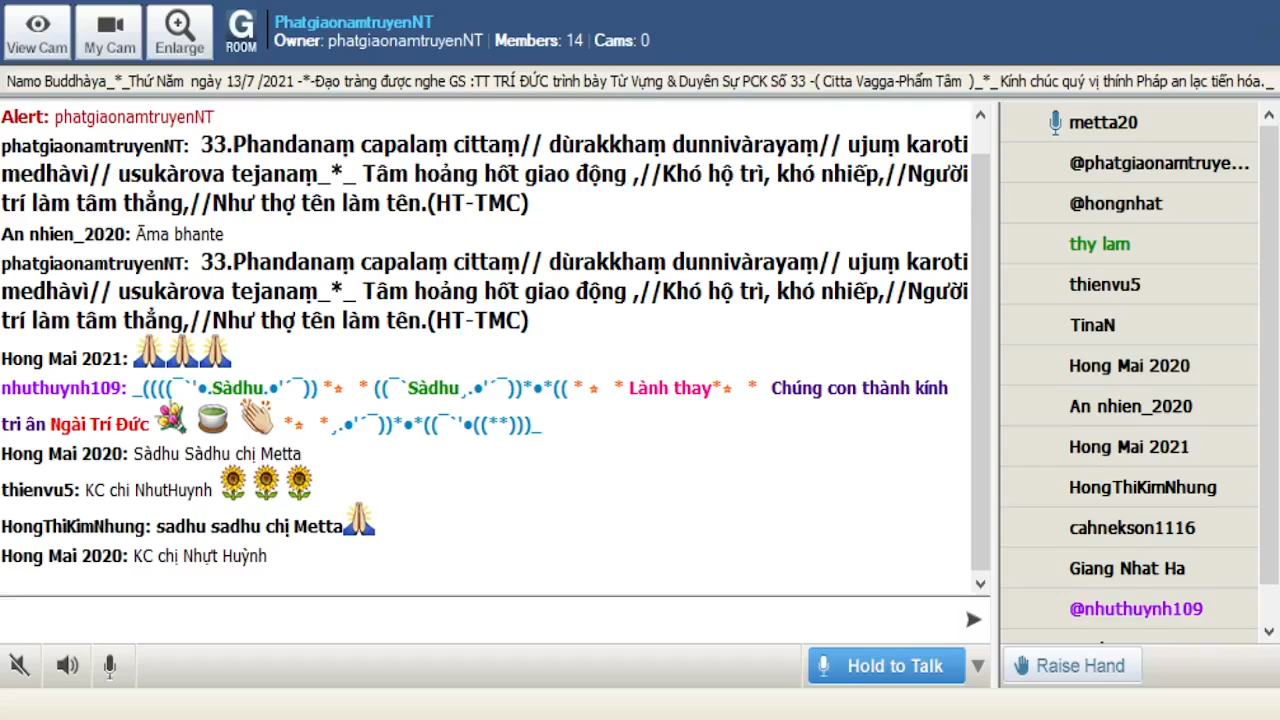 View Cam
My Cam
Enlarge
G
ROOM
PhatgiaonamtruyenNT
Owner: phatgiaonamtruyenNT | Members: 14 | Cams: 0
Namo Buddhàya_*_Thứ Năm ngày 13/7 /2021 -*-Đạo tràng được nghe GS :TT TRÍ ĐỨC trình bày Từ Vựng & Duyên Sự PCK Số 33 -( Citta Vagga-Phẩm Tâm )_*_ Kính chúc quý vị thính Pháp an lạc tiến hóa._
Alert: phatgiaonamtruyenNT
phatgiaonamtruyenNT: 33.Phandanaṃ capalaṃ cittaṃ// dùrakkhaṃ dunnivàrayaṃ// ujuṃ karoti
medhàvì// usukàrova tejanaṃ_*_ Tâm hoảng hốt giao động ,//Khó hộ trì, khó nhiếp,//Người
trí làm tâm thẳng,//Như thợ tên làm tên.(HT-TMC)
An nhien_2020: Āma bhante
phatgiaonamtruyenNT: 33.Phandanaṃ capalaṃ cittaṃ// dùrakkhaṃ dunnivàrayaṃ// ujuṃ karoti
medhàvì// usukàrova tejanaṃ_*_ Tâm hoảng hốt giao động ,//Khó hộ trì, khó nhiếp,//Người
trí làm tâm thẳng,//Như thợ tên làm tên.(HT-TMC)
Hong Mai 2021: 🙏🙏🙏
nhuthuynh109: _((((¯`'•.Sàdhu.•'´¯)) *⭐ * ((¯`Sàdhu¸.•'´¯))*•*(( *⭐ * Lành thay*⭐ * Chúng con thành kính
tri ân Ngài Trí Đức 💐 🍵 👏 *⭐ *¸.•'´¯))*•*((¯`'•((**)))_
Hong Mai 2020: Sàdhu Sàdhu chị Metta
thienvu5: KC chi NhutHuynh 🌻🌻🌻
HongThiKimNhung: sadhu sadhu chị Metta🙏
Hong Mai 2020: KC chị Nhựt Huỳnh
metta20
@phatgiaonamtruye...
@hongnhat
thy lam
thienvu5
TinaN
Hong Mai 2020
An nhien_2020
Hong Mai 2021
HongThiKimNhung
cahnekson1116
Giang Nhat Ha
@nhuthuynh109
Hold to Talk
Raise Hand